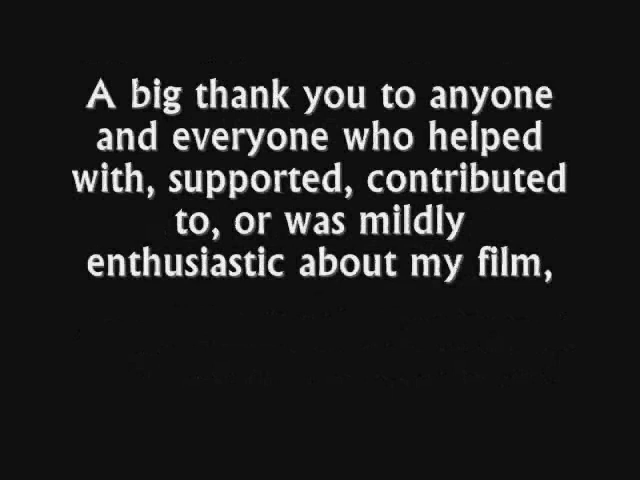 A big thank you to anyone
and everyone who helped
with, supported, contributed
to, or was mildly
enthusiastic about my film,